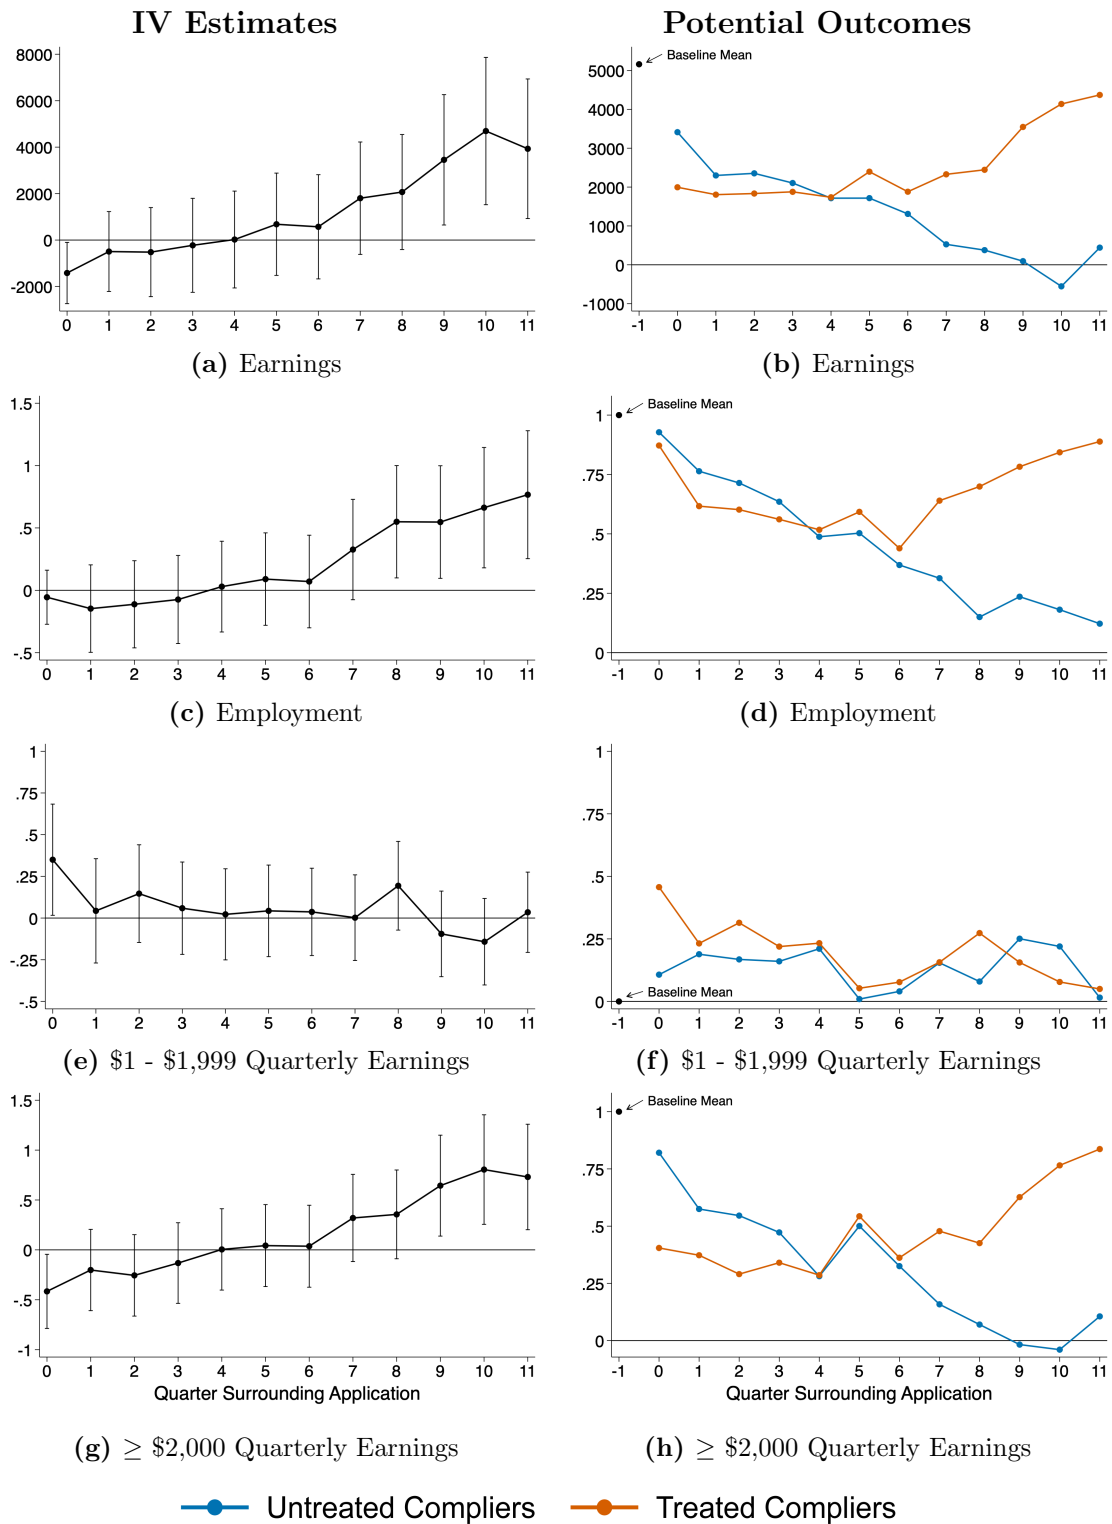 IV Estimates
Potential Outcomes
8000
6000
4000
2000
0
-2000
0 1 2 3 4 5 6 7 8 9 10 11
(a) Earnings
Baseline Mean
5000
4000
3000
2000
1000
0
-1000
-1 0 1 2 3 4 5 6 7 8 9 10 11
(b) Earnings
1.5
1
.5
0
-.5
0 1 2 3 4 5 6 7 8 9 10 11
(c) Employment
Baseline Mean
1
.75
.5
.25
0
-1 0 1 2 3 4 5 6 7 8 9 10 11
(d) Employment
1
.75
.5
.25
0
-.25
-.5
0 1 2 3 4 5 6 7 8 9 10 11
(e) $1 - $1,999 Quarterly Earnings
1
.75
.5
.25
0
Baseline Mean
-1 0 1 2 3 4 5 6 7 8 9 10 11
(f) $1 - $1,999 Quarterly Earnings
1.5
1
.5
0
-.5
-1
0 1 2 3 4 5 6 7 8 9 10 11
Quarter Surrounding Application
(g) ≥ $2,000 Quarterly Earnings
Baseline Mean
1
.75
.5
.25
0
-1 0 1 2 3 4 5 6 7 8 9 10 11
Quarter Surrounding Application
(h) ≥ $2,000 Quarterly Earnings
Untreated Compliers
Treated Compliers